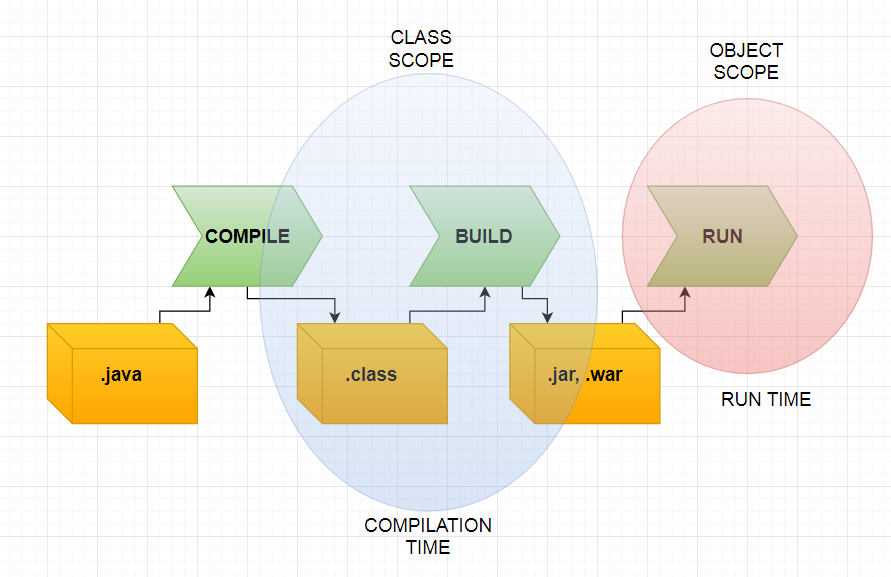 CLASS
SCOPE
OBJECT
SCOPE
COMPILE
BUILD
RUN
.java
.class
.jar, .war
RUN TIME
COMPILATION
TIME